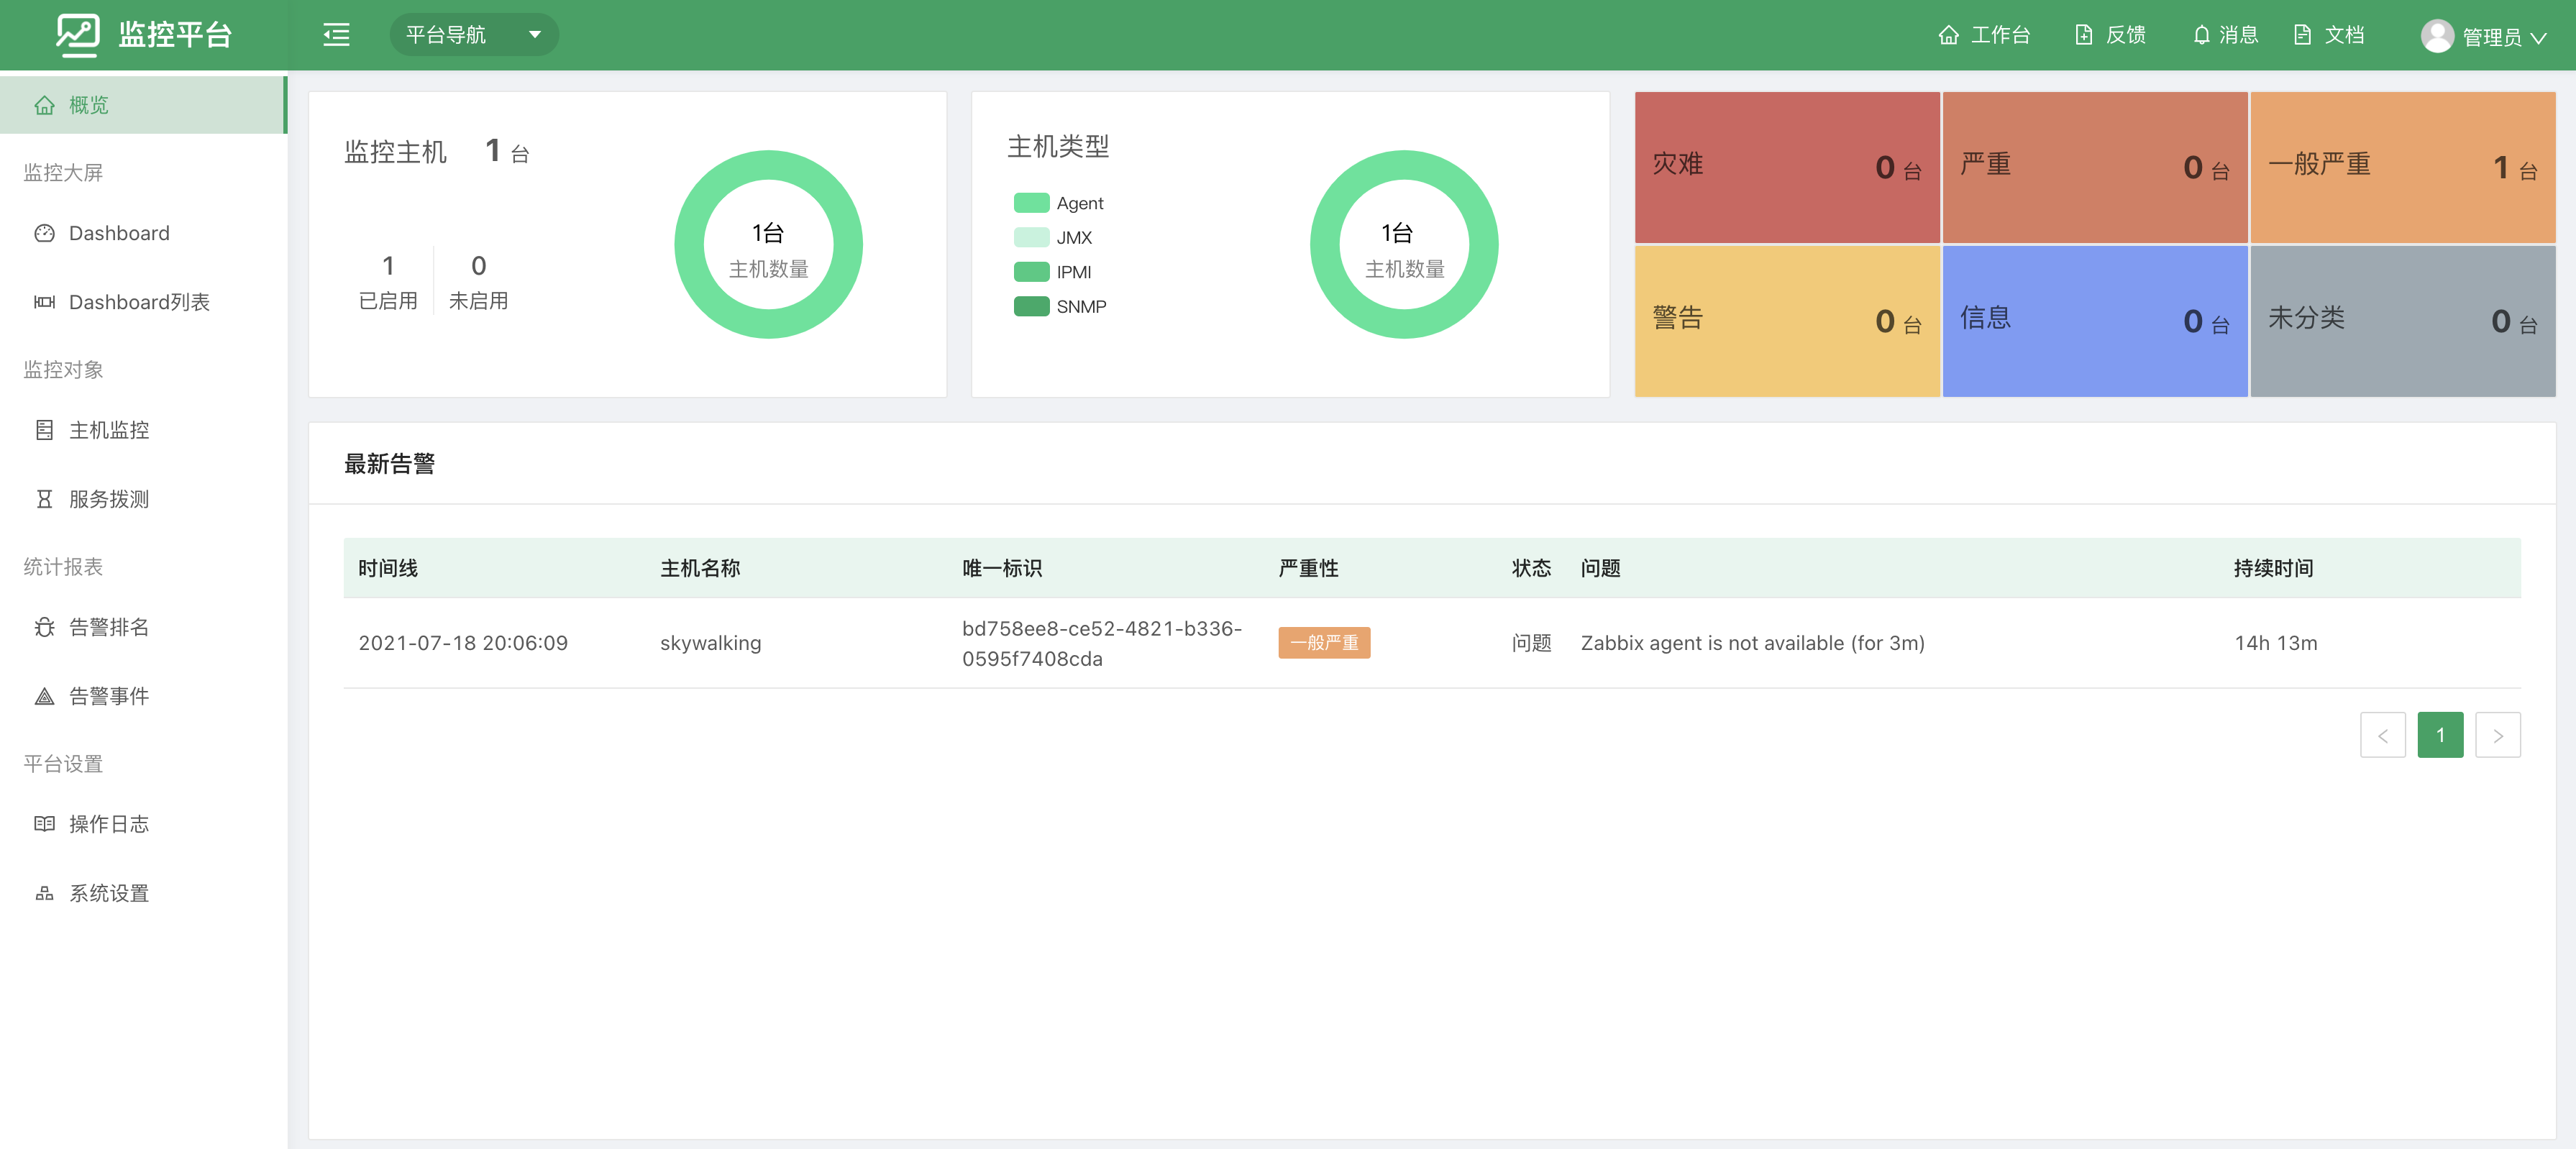 监控平台
平台导航
工作台
反馈
消息
文档
管理员
概览
监控大屏
Dashboard
Dashboard列表
监控对象
主机监控
服务拨测
统计报表
告警排名
告警事件
平台设置
操作日志
系统设置
监控主机 1 台
1 0
已启用 未启用
1台
主机数量
主机类型
Agent
JMX
IPMI
SNMP
1台
主机数量
灾难 0 台
严重 0 台
一般严重 1 台
警告 0 台
信息 0 台
未分类 0 台
最新告警
时间线 主机名称 唯一标识 严重性 状态 问题 持续时间
2021-07-18 20:06:09 skywalking bd758ee8-ce52-4821-b336-
0595f7408cda 一般严重 问题 Zabbix agent is not available (for 3m) 14h 13m
< 1 >